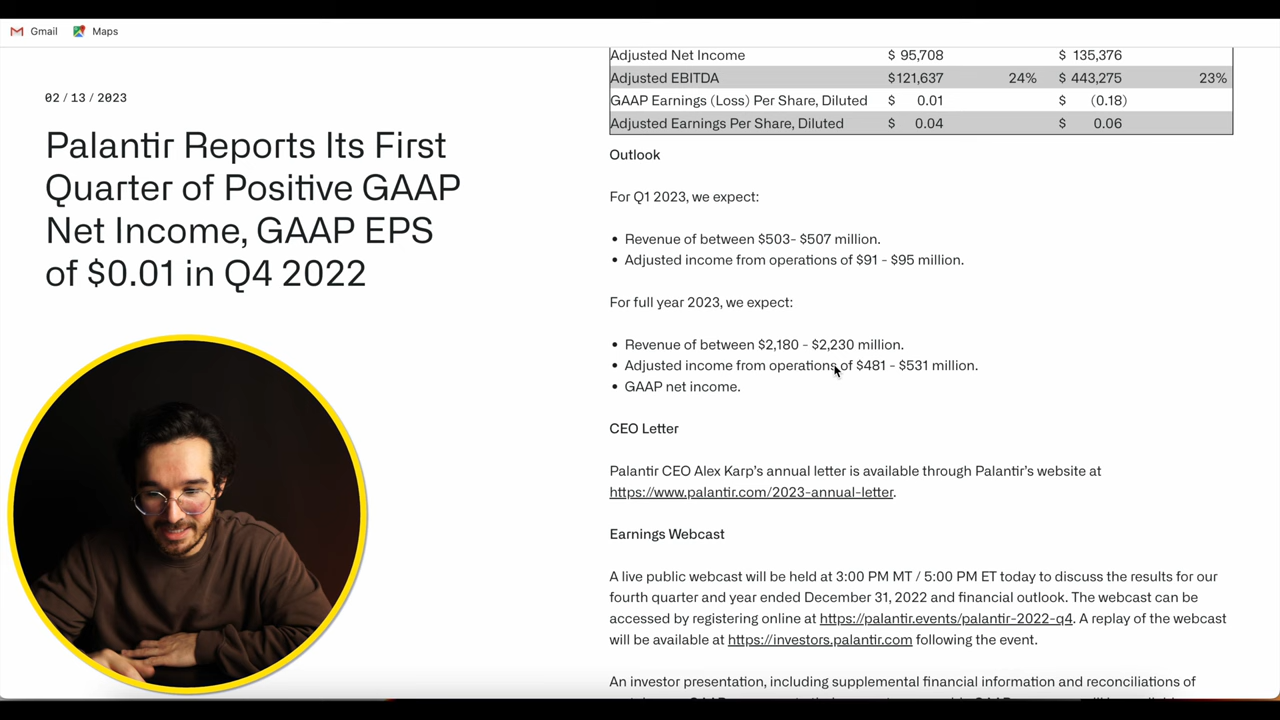 Gmail Maps
02 / 13 / 2023
Palantir Reports Its First
Quarter of Positive GAAP
Net Income, GAAP EPS
of $0.01 in Q4 2022
Adjusted Net Income $ 95,708 $ 135,376
Adjusted EBITDA $121,637 24% $ 443,275 23%
GAAP Earnings (Loss) Per Share, Diluted $ 0.01 $ (0.18)
Adjusted Earnings Per Share, Diluted $ 0.04 $ 0.06
Outlook
For Q1 2023, we expect:
• Revenue of between $503- $507 million.
• Adjusted income from operations of $91 - $95 million.
For full year 2023, we expect:
• Revenue of between $2,180 - $2,230 million.
• Adjusted income from operations of $481 - $531 million.
• GAAP net income.
CEO Letter
Palantir CEO Alex Karp's annual letter is available through Palantir's website at
https://www.palantir.com/2023-annual-letter.
Earnings Webcast
A live public webcast will be held at 3:00 PM MT / 5:00 PM ET today to discuss the results for our
fourth quarter and year ended December 31, 2022 and financial outlook. The webcast can be
accessed by registering online at https://palantir.events/palantir-2022-q4. A replay of the webcast
will be available at https://investors.palantir.com following the event.
An investor presentation, including supplemental financial information and reconciliations of